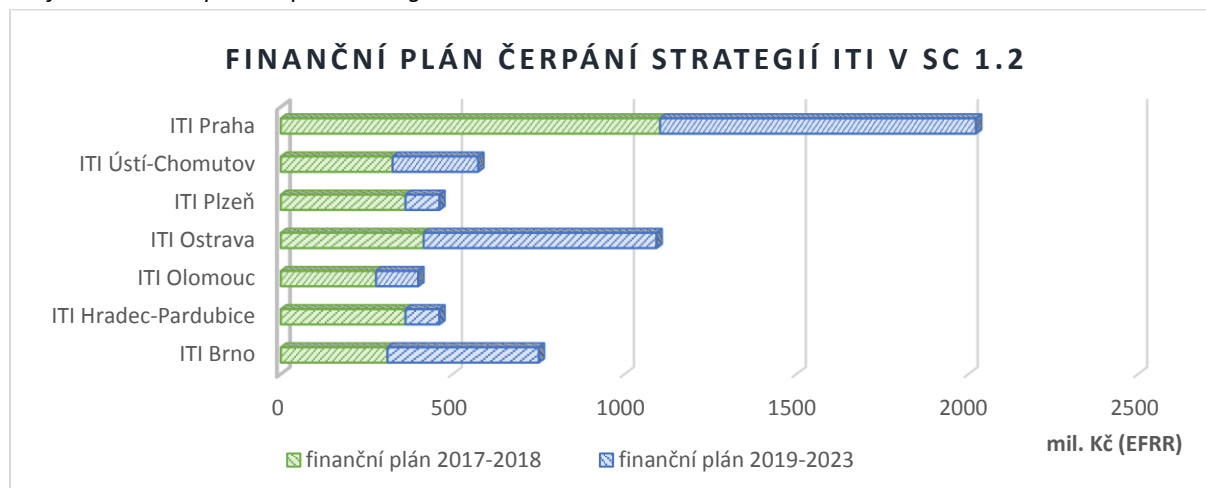 FINANČNÍ PLÁN ČERPÁNÍ STRATEGIÍ ITI V SC 1.2
ITI Praha
ITI Ústí-Chomutov
ITI Plzeň
ITI Ostrava
ITI Olomouc
ITI Hradec-Pardubice
ITI Brno
0 500 1000 1500 2000 2500
mil. Kč (EFRR)
finanční plán 2017-2018 finanční plán 2019-2023